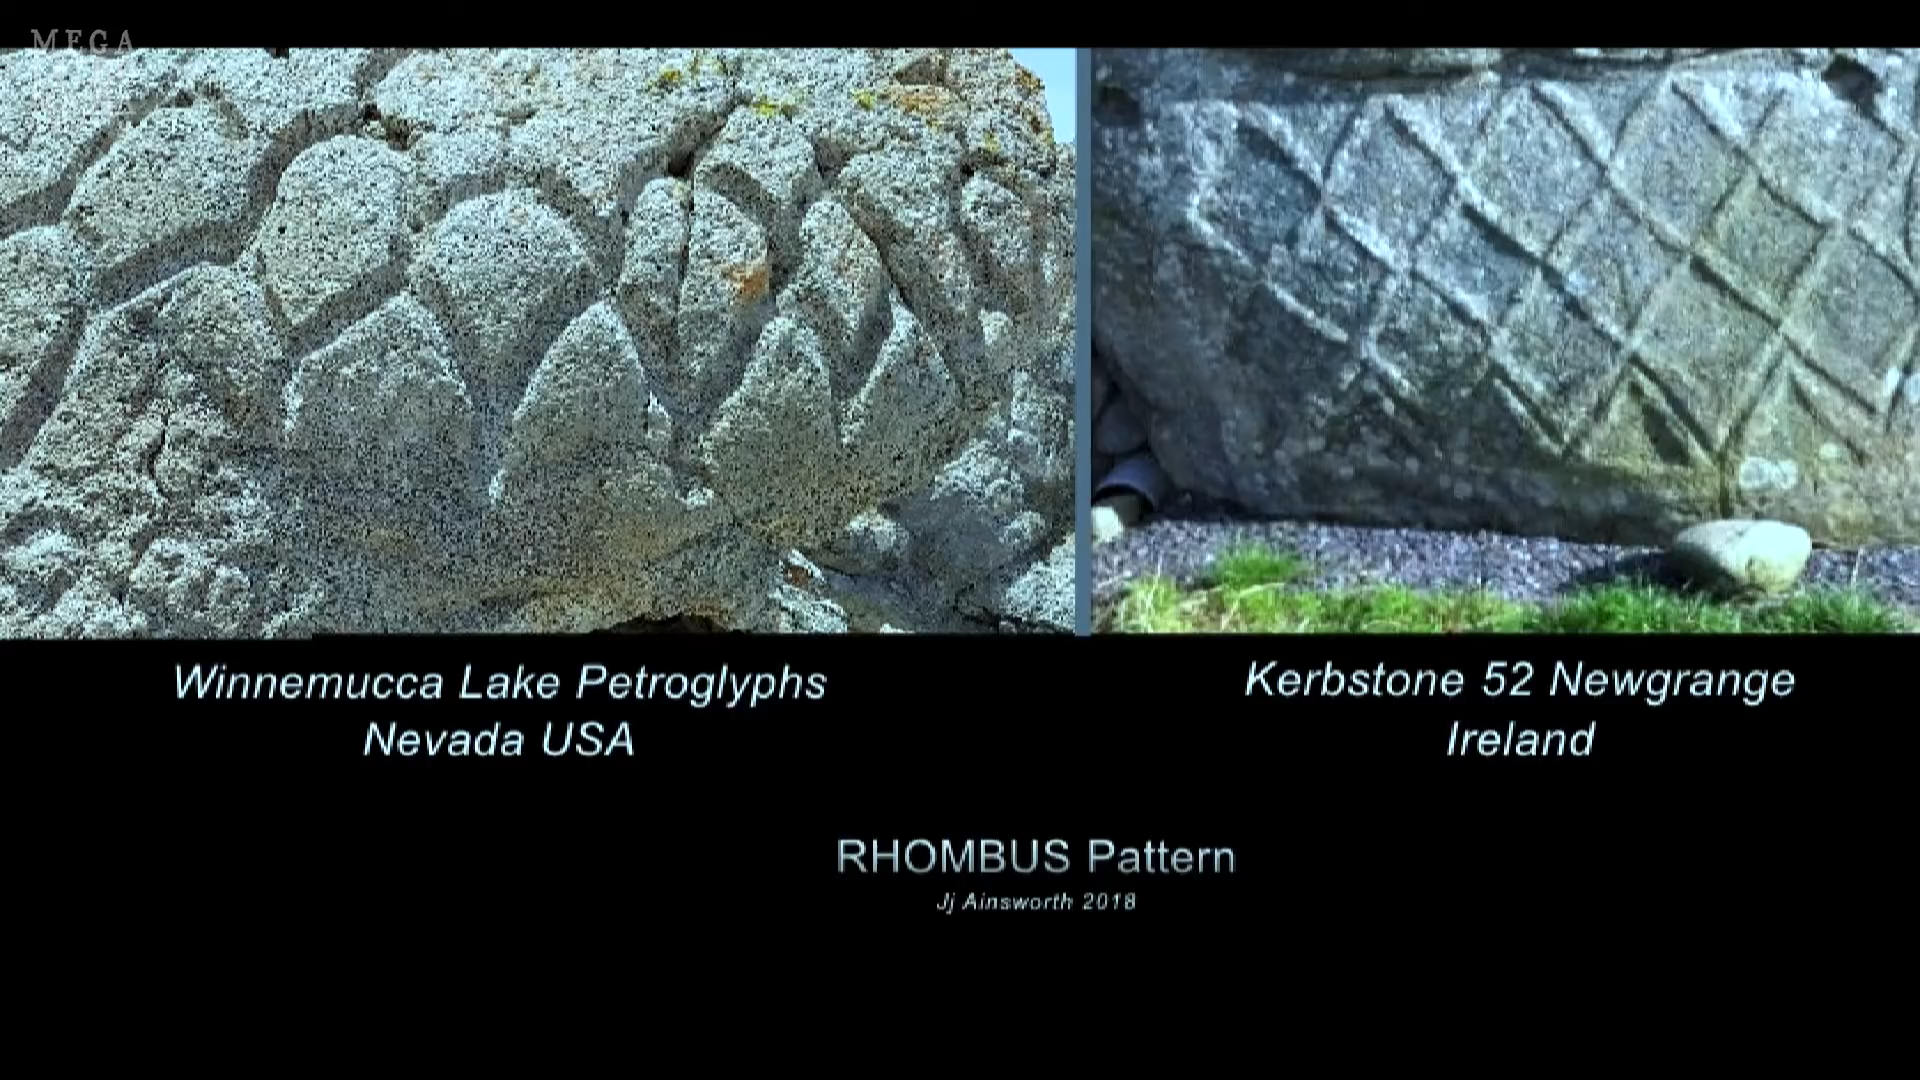 MEGA
Winnemucca Lake Petroglyphs
Nevada USA
Kerbstone 52 Newgrange
Ireland
RHOMBUS Pattern
Jj Ainsworth 2018